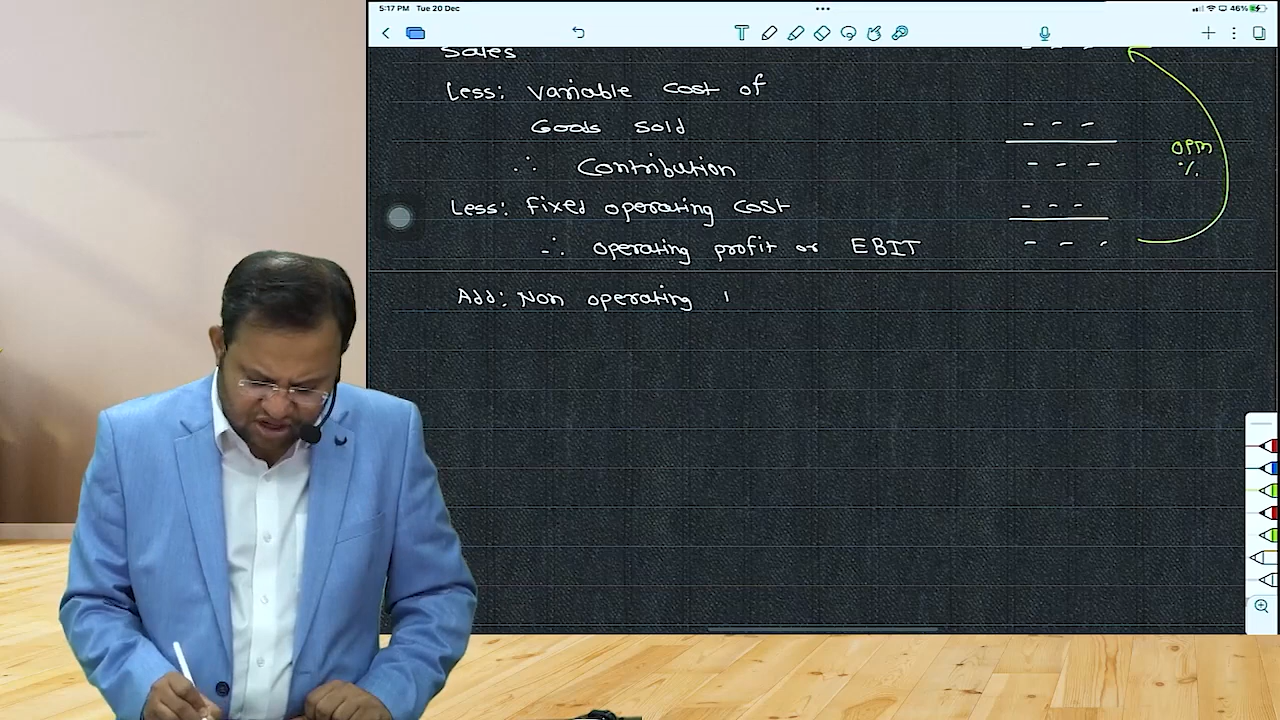 5:17 PM Tue 20 Dec
46%
Sales
Less: Variable Cost of
Goods Sold
∴ Contribution
Less: Fixed operating Cost
∴ operating profit or EBIT
OPM
%
Add: Non operating